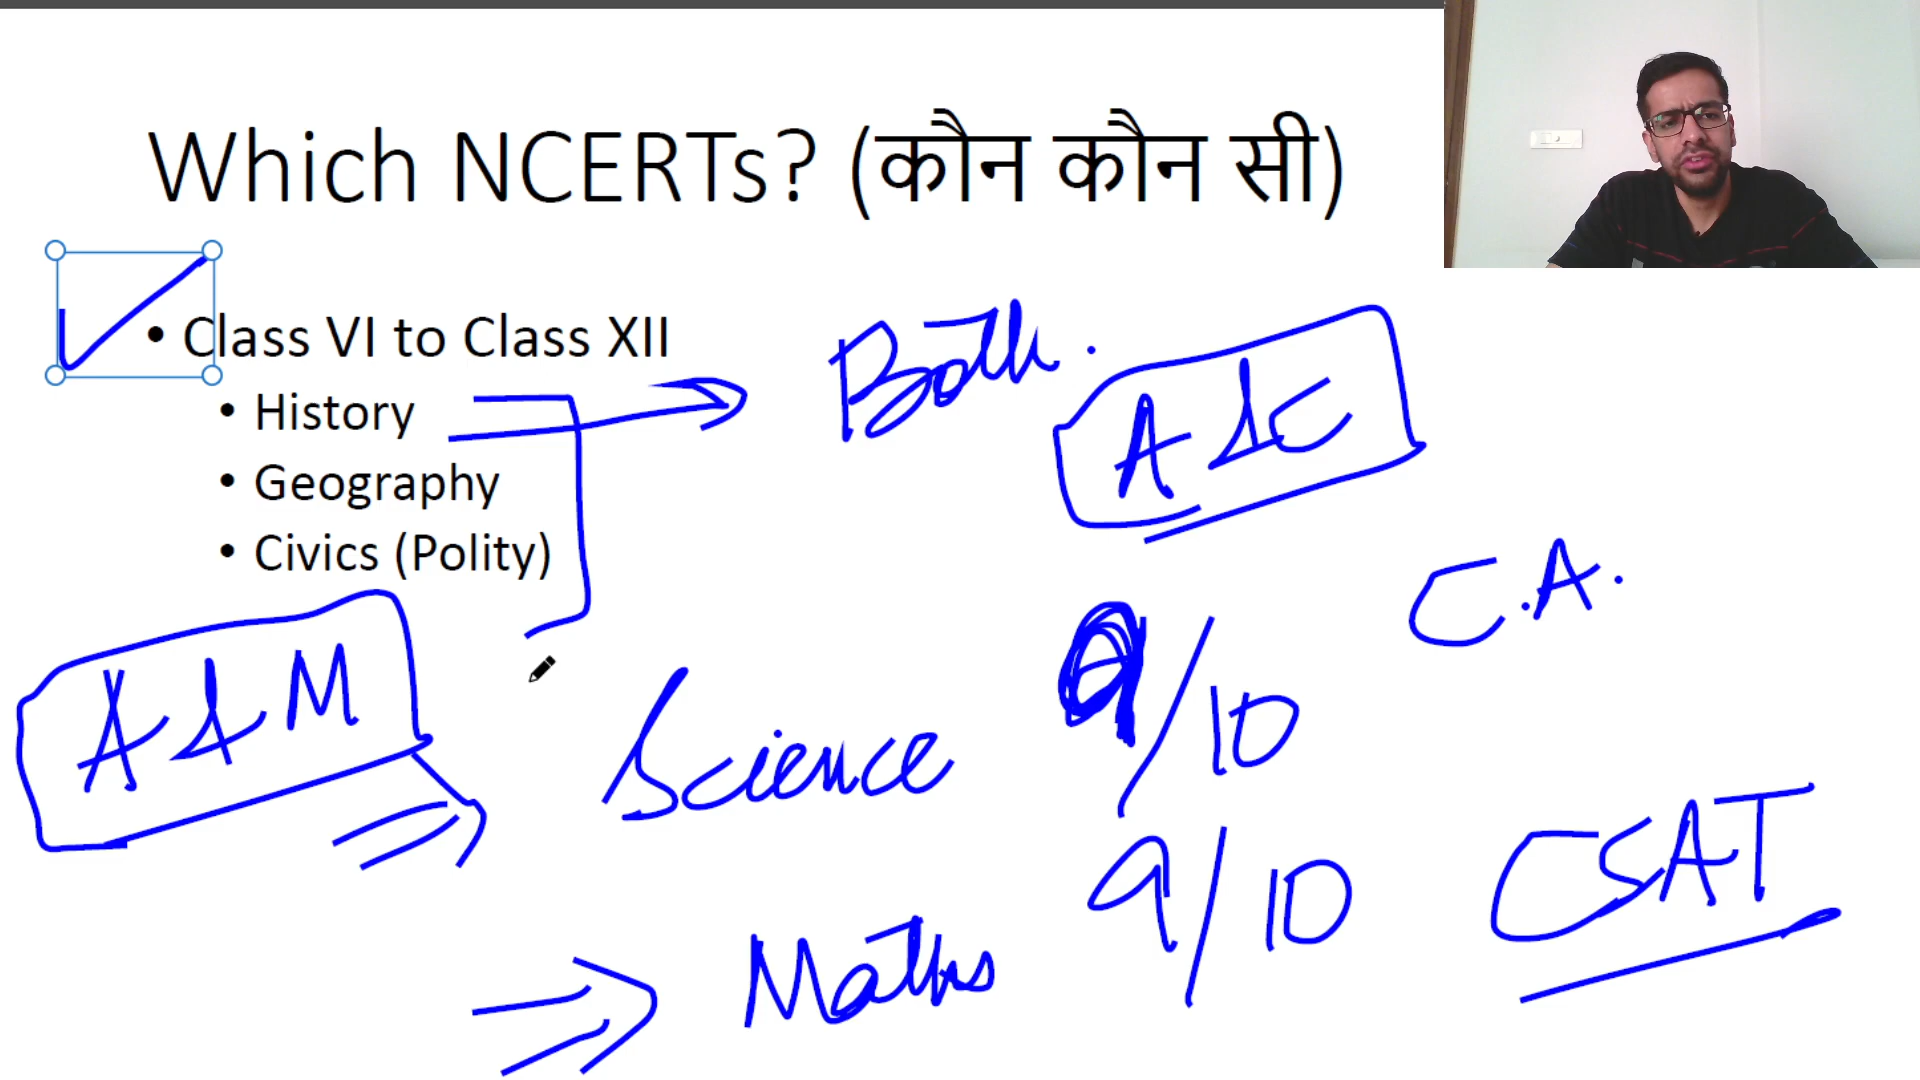 Which NCERTs? (कौन कौन सी)
• Class VI to Class XII
• History
• Geography
• Civics (Polity)
Both.
A & E
C.A.
A & M
Science 9/10
Maths 9/10
CSAT